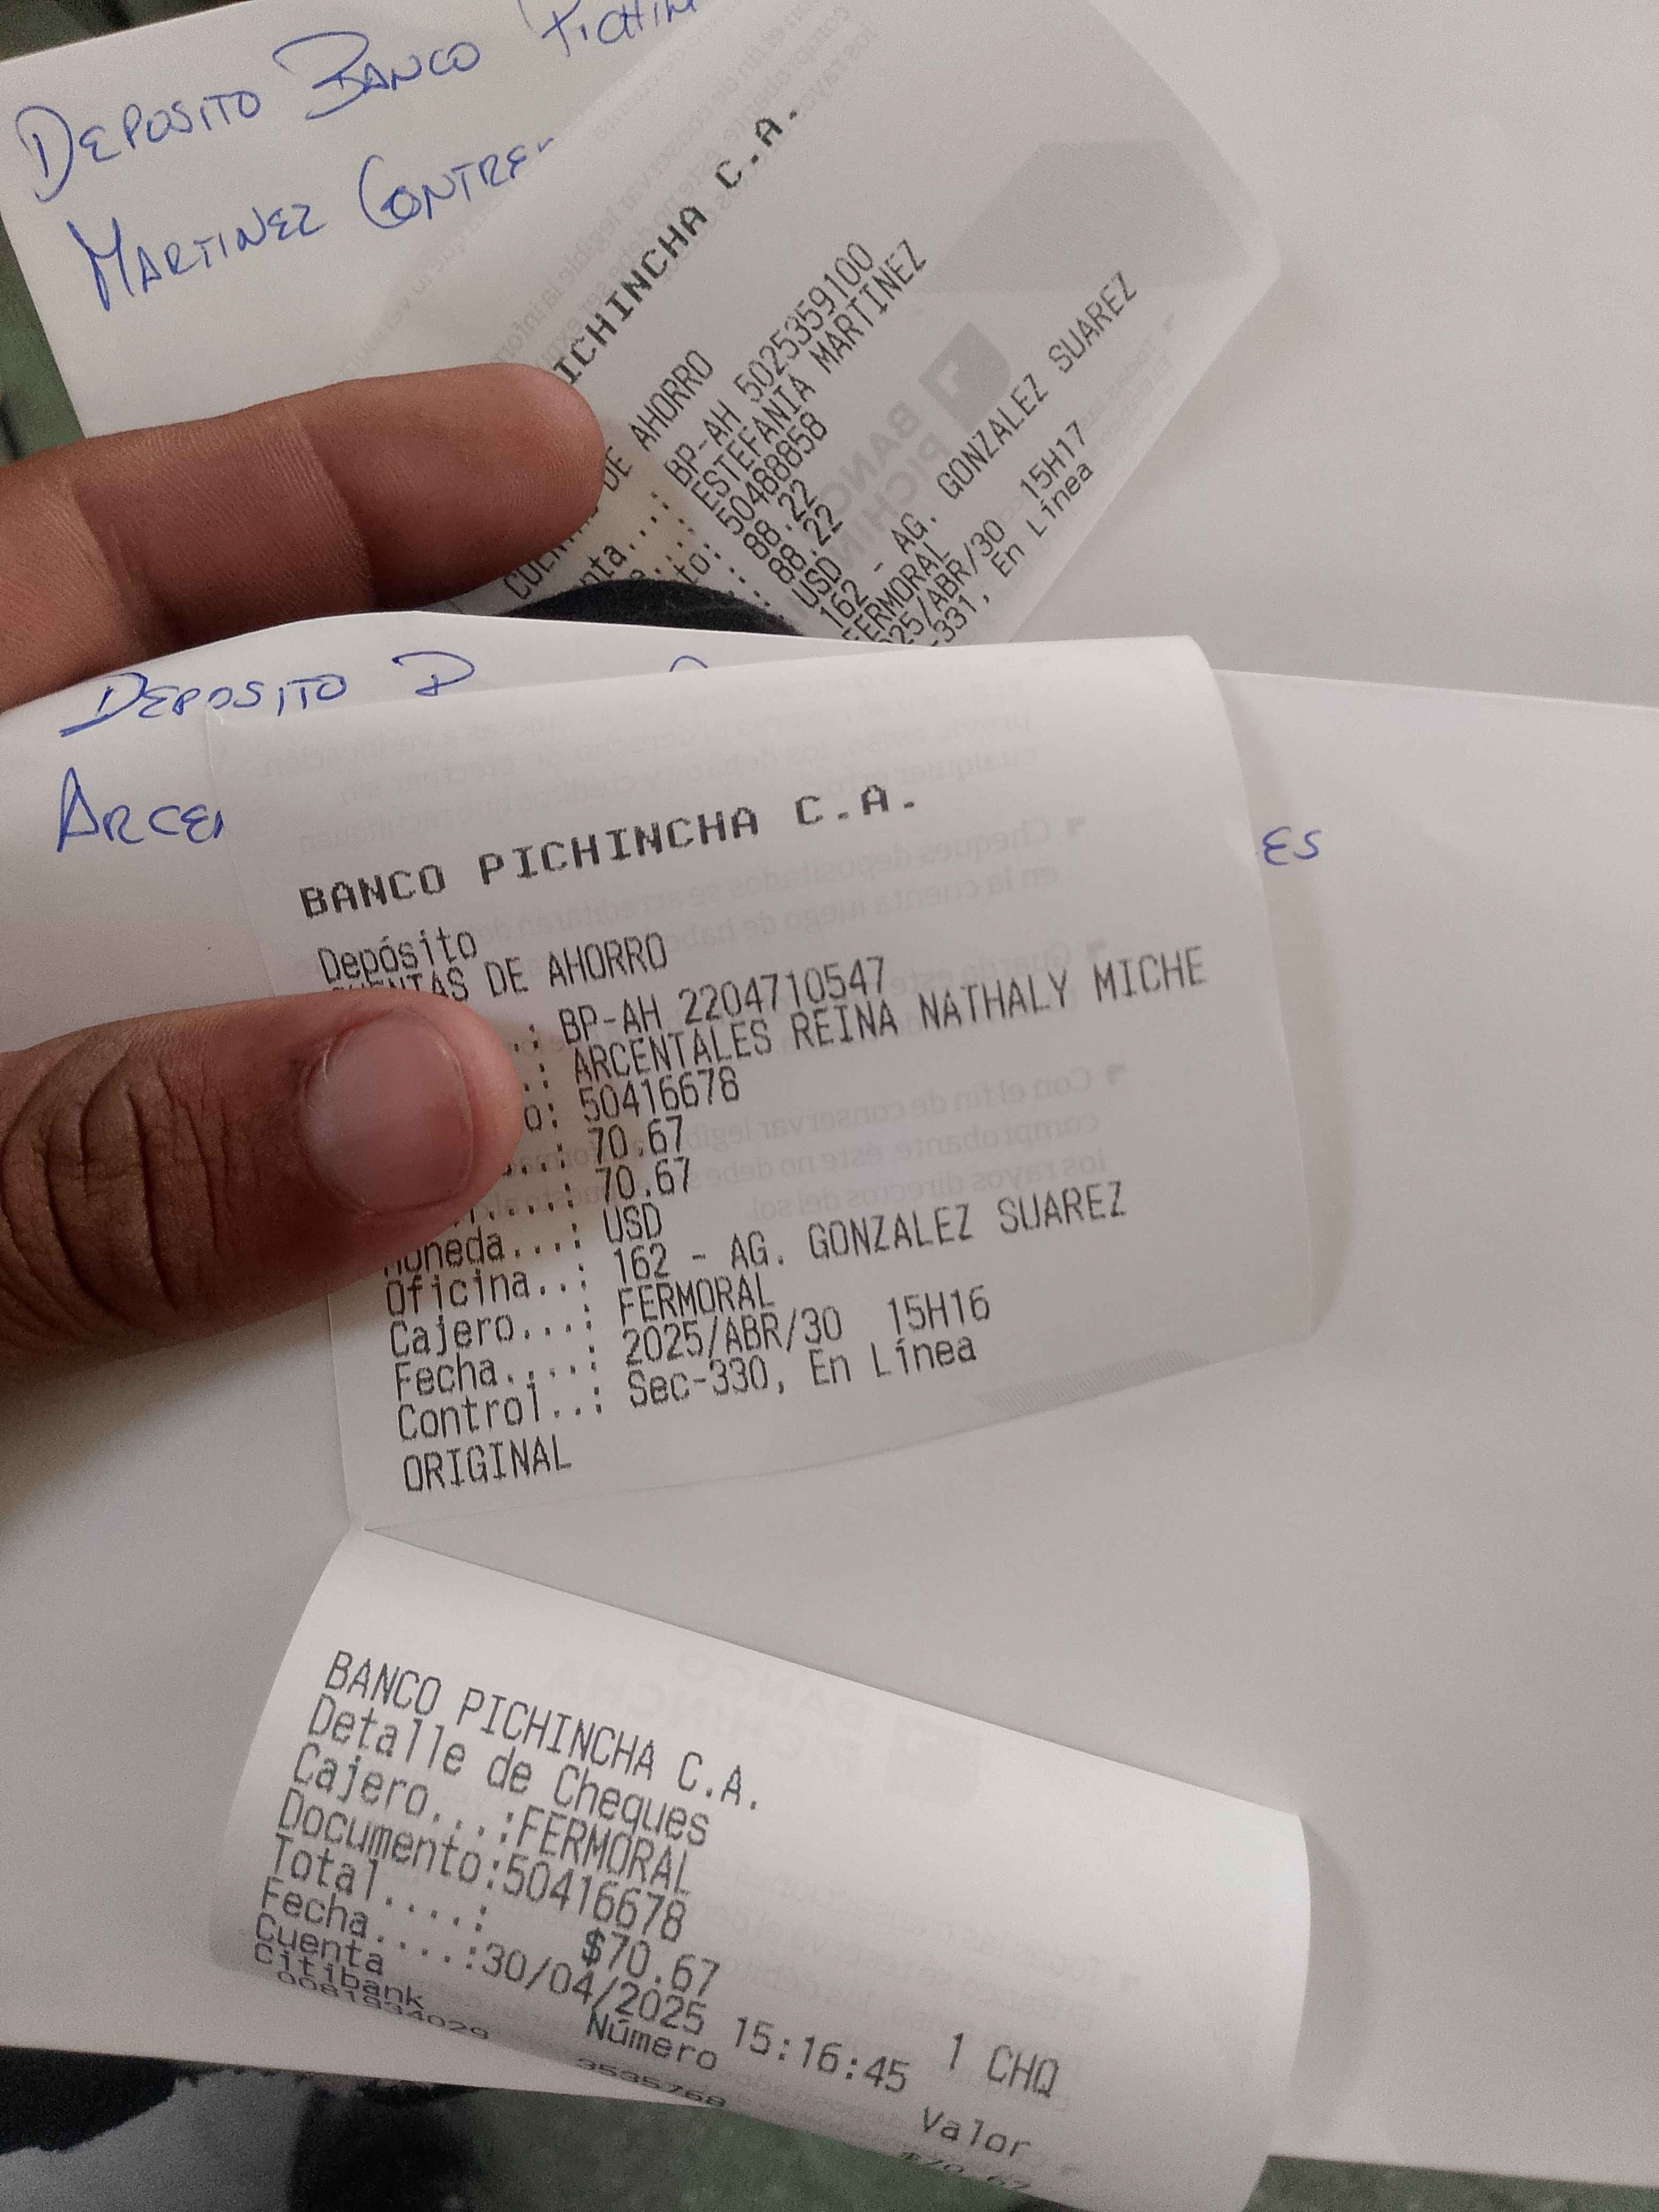 DEPOSITO BANCO
MARTINEZ CONTRE
ICHINCHA C.A.
DE AHORRO
BP-AH 5025359100
ESTEFANIA MARTINEZ
50488858
88.22
88.22
USD
162 - AG. GONZALEZ SUAREZ
FERMORAL
25/ABR/30 15H17
-331, En Línea
DEPOSITO
ARCE
ES
BANCO PICHINCHA C.A.
Depósito
DE AHORRO
.: BP-AH 2204710547
.: ARCENTALES REINA NATHALY MICHE
o: 50416678
..: 70.67
....: 70.67
Moneda...: USD
Oficina..: 162 - AG. GONZALEZ SUAREZ
Cajero...: FERMORAL
Fecha....: 2025/ABR/30 15H16
Control..: Sec-330, En Línea
ORIGINAL
BANCO PICHINCHA C.A.
Detalle de Cheques
Cajero...:FERMORAL
Documento:50416678
Total....: $70.67 1 CHQ
Fecha....:30/04/2025 15:16:45
Cuenta Número Valor
Citibank
3535768 $70.67